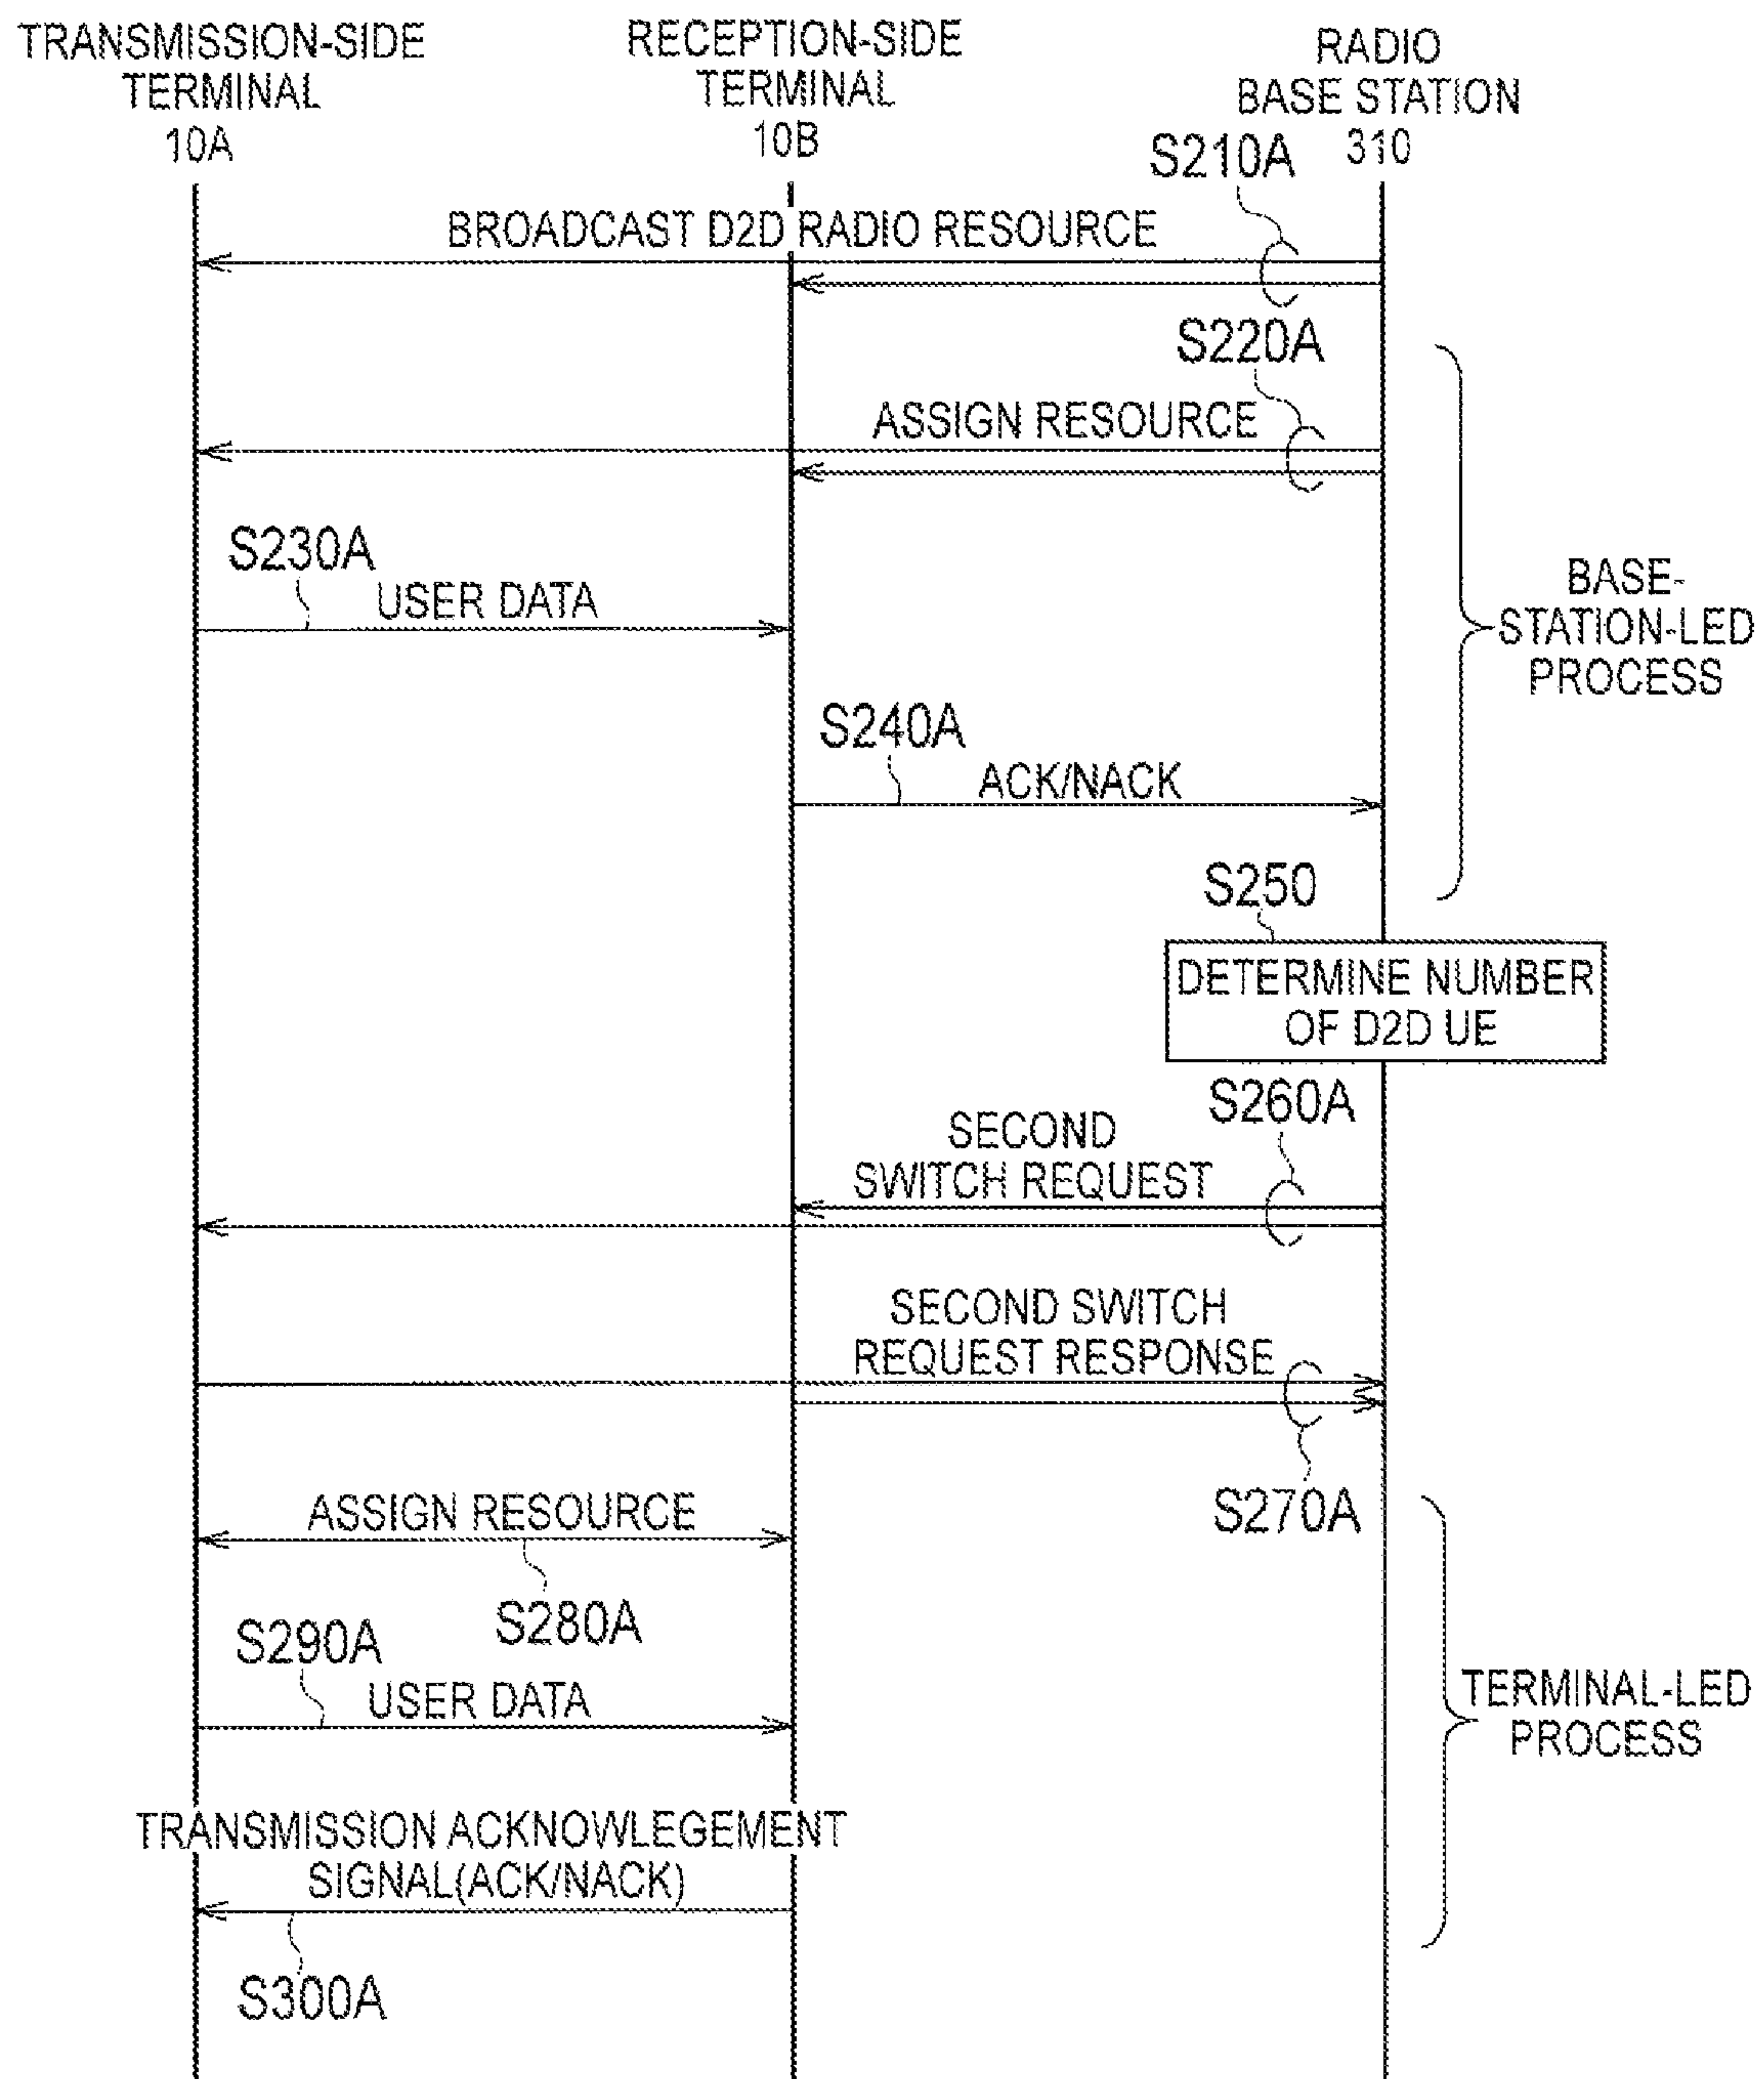 TRANSMISSION-SIDE
TERMINAL
10A
RECEPTION-SIDE
TERMINAL
10B
RADIO
BASE STATION
310
S210A
BROADCAST D2D RADIO RESOURCE
S220A
ASSIGN RESOURCE
S230A
USER DATA
BASE-
STATION-LED
PROCESS
S240A
ACK/NACK
S250
DETERMINE NUMBER
OF D2D UE
S260A
SECOND
SWITCH REQUEST
SECOND SWITCH
REQUEST RESPONSE
S270A
ASSIGN RESOURCE
S280A
S290A
USER DATA
TERMINAL-LED
PROCESS
TRANSMISSION ACKNOWLEGEMENT
SIGNAL(ACK/NACK)
S300A